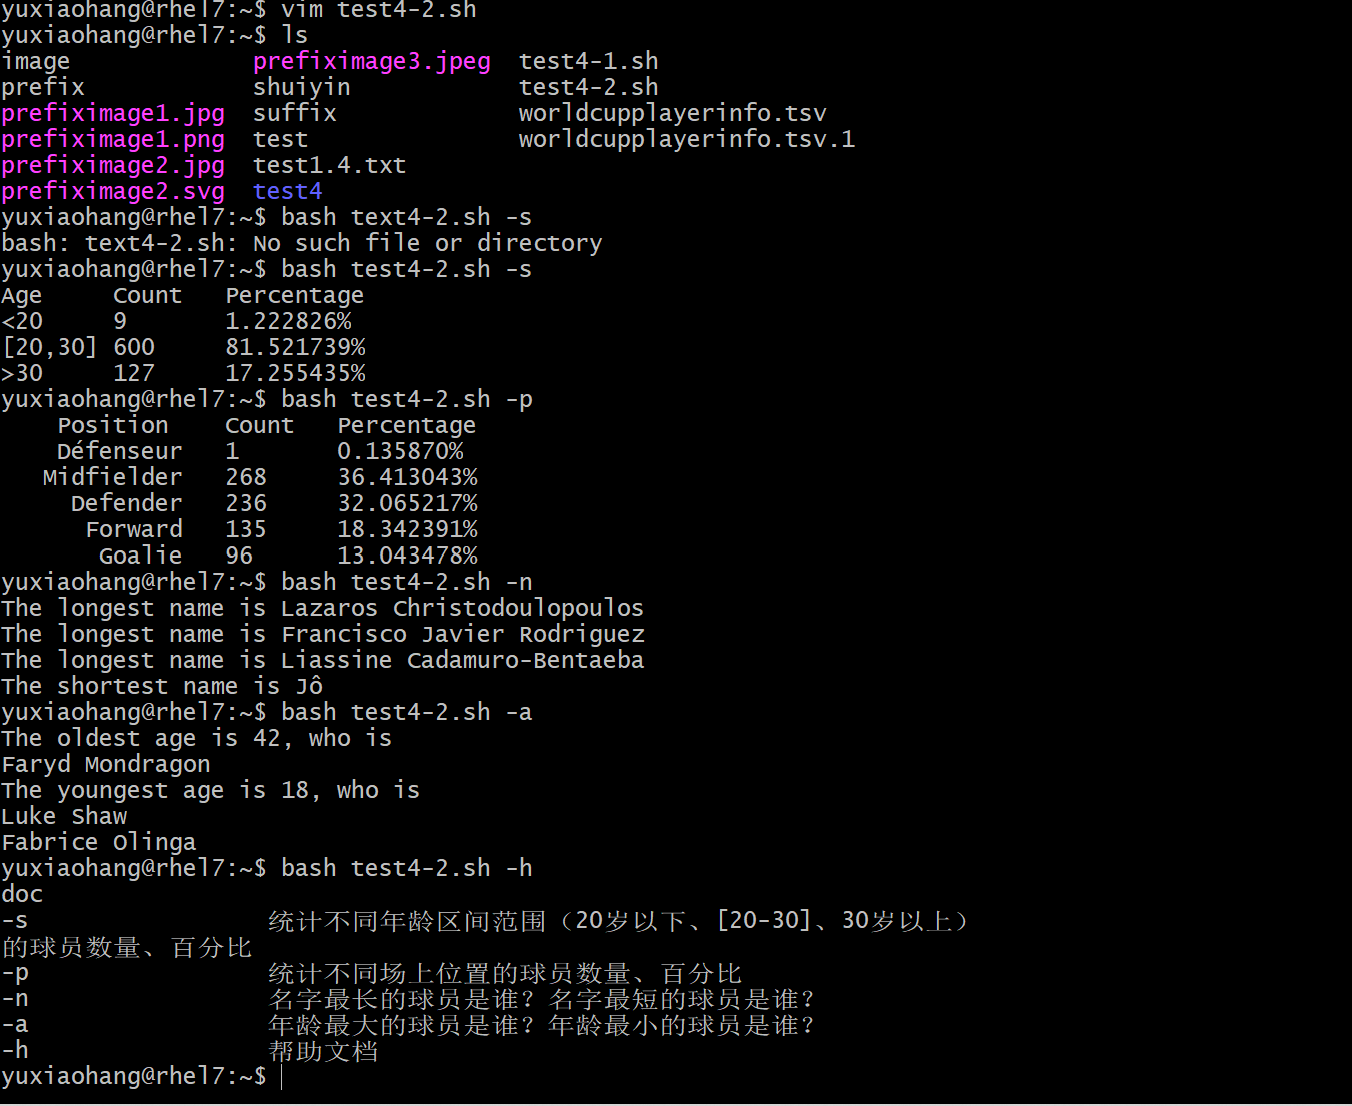 yuxiaohang@rhel7:~$ vim test4-2.sh
yuxiaohang@rhel7:~$ ls
image             prefiximage3.jpeg  test4-1.sh
prefix            shuiyin            test4-2.sh
prefiximage1.jpg  suffix             worldcupplayerinfo.tsv
prefiximage1.png  test               worldcupplayerinfo.tsv.1
prefiximage2.jpg  test1.4.txt
prefiximage2.svg  test4
yuxiaohang@rhel7:~$ bash text4-2.sh -s
bash: text4-2.sh: No such file or directory
yuxiaohang@rhel7:~$ bash test4-2.sh -s
Age     Count   Percentage
<20     9       1.222826%
[20,30] 600     81.521739%
>30     127     17.255435%
yuxiaohang@rhel7:~$ bash test4-2.sh -p
    Position    Count   Percentage
    Défenseur   1       0.135870%
   Midfielder   268     36.413043%
     Defender   236     32.065217%
      Forward   135     18.342391%
       Goalie   96      13.043478%
yuxiaohang@rhel7:~$ bash test4-2.sh -n
The longest name is Lazaros Christodoulopoulos
The longest name is Francisco Javier Rodriguez
The longest name is Liassine Cadamuro-Bentaeba
The shortest name is Jô
yuxiaohang@rhel7:~$ bash test4-2.sh -a
The oldest age is 42, who is
Faryd Mondragon
The youngest age is 18, who is
Luke Shaw
Fabrice Olinga
yuxiaohang@rhel7:~$ bash test4-2.sh -h
doc
-s                 统计不同年龄区间范围（20岁以下、[20-30]、30岁以上）
的球员数量、百分比
-p                 统计不同场上位置的球员数量、百分比
-n                 名字最长的球员是谁？名字最短的球员是谁？
-a                 年龄最大的球员是谁？年龄最小的球员是谁？
-h                 帮助文档
yuxiaohang@rhel7:~$